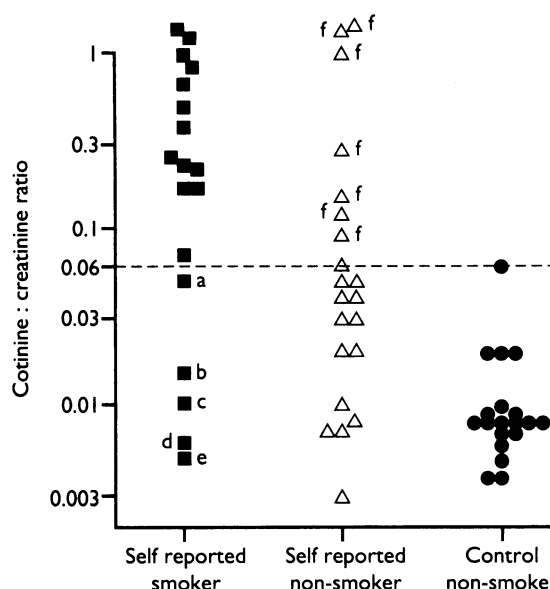 Cotinine : creatinine ratio
1
0.3
0.1
0.06
0.03
0.01
0.003
f f
f
f
f
f
f
a
b
c
d
e
Self reported smoker
Self reported non-smoker
Control non-smoker